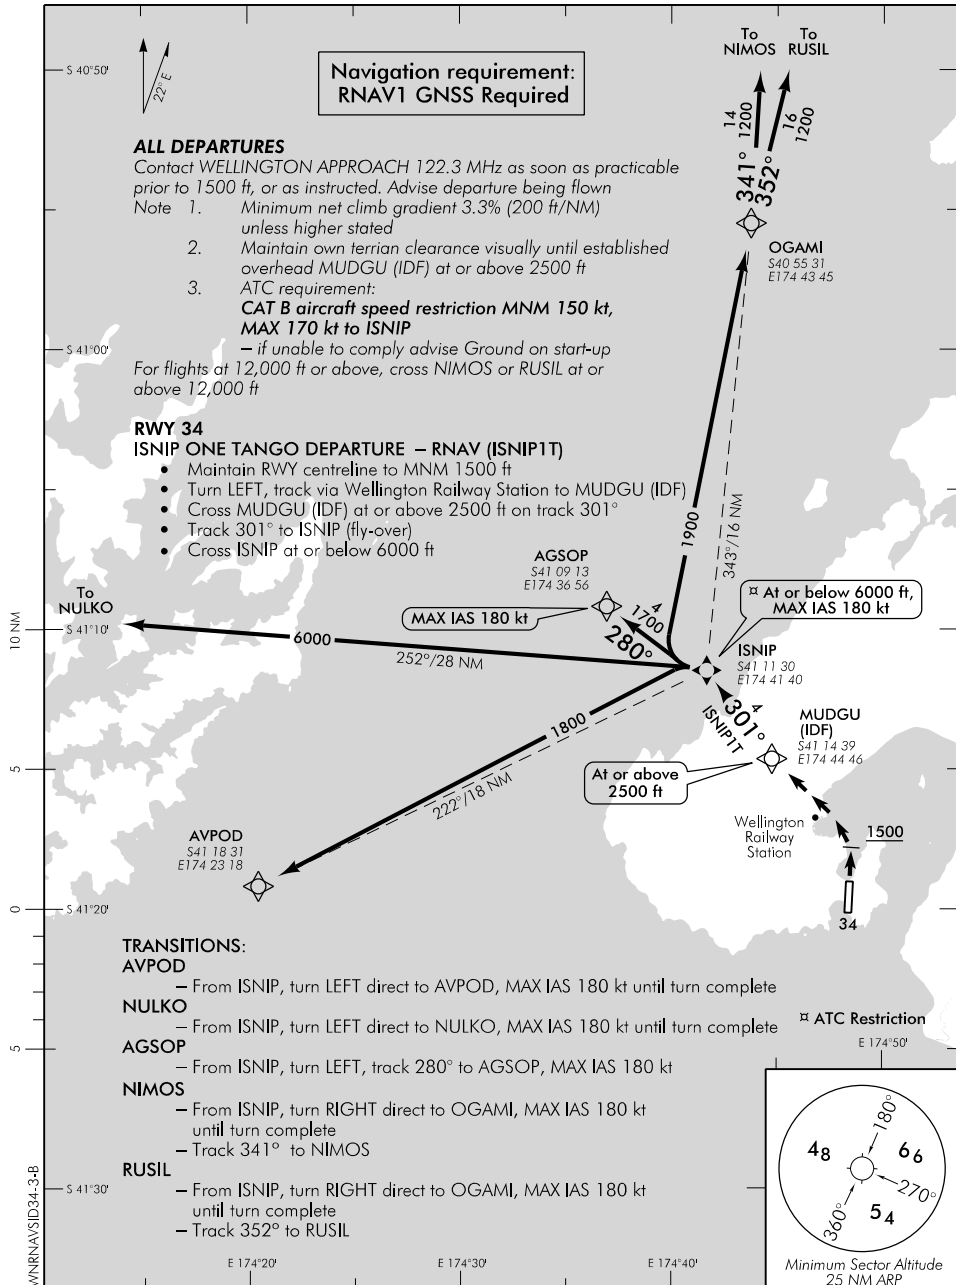 To
NIMOS
To
RUSIL
S 40°50'
22° E
Navigation requirement:
RNAV1 GNSS Required
14
1200
16
1200
341°
352°
ALL DEPARTURES
Contact WELLINGTON APPROACH 122.3 MHz as soon as practicable
prior to 1500 ft, or as instructed. Advise departure being flown
Note 1. Minimum net climb gradient 3.3% (200 ft/NM)
unless higher stated
2. Maintain own terrian clearance visually until established
overhead MUDGU (IDF) at or above 2500 ft
3. ATC requirement:
CAT B aircraft speed restriction MNM 150 kt,
MAX 170 kt to ISNIP
– if unable to comply advise Ground on start-up
For flights at 12,000 ft or above, cross NIMOS or RUSIL at or
above 12,000 ft
OGAMI
S40 55 31
E174 43 45
S 41°00'
RWY 34
ISNIP ONE TANGO DEPARTURE – RNAV (ISNIP1T)
• Maintain RWY centreline to MNM 1500 ft
• Turn LEFT, track via Wellington Railway Station to MUDGU (IDF)
• Cross MUDGU (IDF) at or above 2500 ft on track 301°
• Track 301° to ISNIP (fly-over)
• Cross ISNIP at or below 6000 ft
1900
343°/16 NM
AGSOP
S41 09 13
E174 36 56
MAX IAS 180 kt
4
1700
280°
¤ At or below 6000 ft,
MAX IAS 180 kt
To
NULKO
10 NM
S 41°10'
6000
252°/28 NM
ISNIP
S41 11 30
E174 41 40
4
301°
ISNIP1T
MUDGU
(IDF)
S41 14 39
E174 44 46
1800
222°/18 NM
At or above
2500 ft
5
Wellington
Railway
Station
1500
34
AVPOD
S41 18 31
E174 23 18
0
S 41°20'
TRANSITIONS:
AVPOD
– From ISNIP, turn LEFT direct to AVPOD, MAX IAS 180 kt until turn complete
NULKO
– From ISNIP, turn LEFT direct to NULKO, MAX IAS 180 kt until turn complete
AGSOP
– From ISNIP, turn LEFT, track 280° to AGSOP, MAX IAS 180 kt
NIMOS
– From ISNIP, turn RIGHT direct to OGAMI, MAX IAS 180 kt
until turn complete
– Track 341° to NIMOS
RUSIL
– From ISNIP, turn RIGHT direct to OGAMI, MAX IAS 180 kt
until turn complete
– Track 352° to RUSIL
¤ ATC Restriction
E 174°50'
5
S 41°30'
WNRNAVSID34-3-B
E 174°20'
E 174°30'
E 174°40'
180°
48
66
270°
54
360°
Minimum Sector Altitude
25 NM ARP